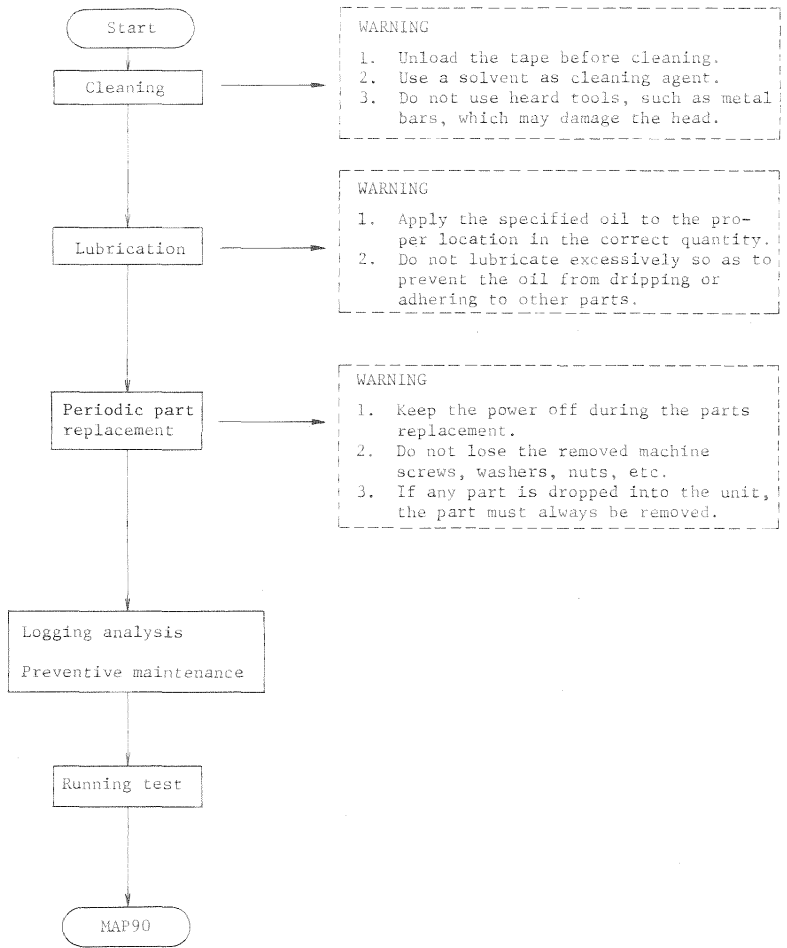 Start
Cleaning
WARNING
1. Unload the tape before cleaning.
2. Use a solvent as cleaning agent.
3. Do not use heard tools, such as metal
bars, which may damage the head.
Lubrication
WARNING
1. Apply the specified oil to the pro-
per location in the correct quantity.
2. Do not lubricate excessively so as to
prevent the oil from dripping or
adhering to other parts.
Periodic part
replacement
WARNING
1. Keep the power off during the parts
replacement.
2. Do not lose the removed machine
screws, washers, nuts, etc.
3. If any part is dropped into the unit,
the part must always be removed.
Logging analysis
Preventive maintenance
Running test
MAP90